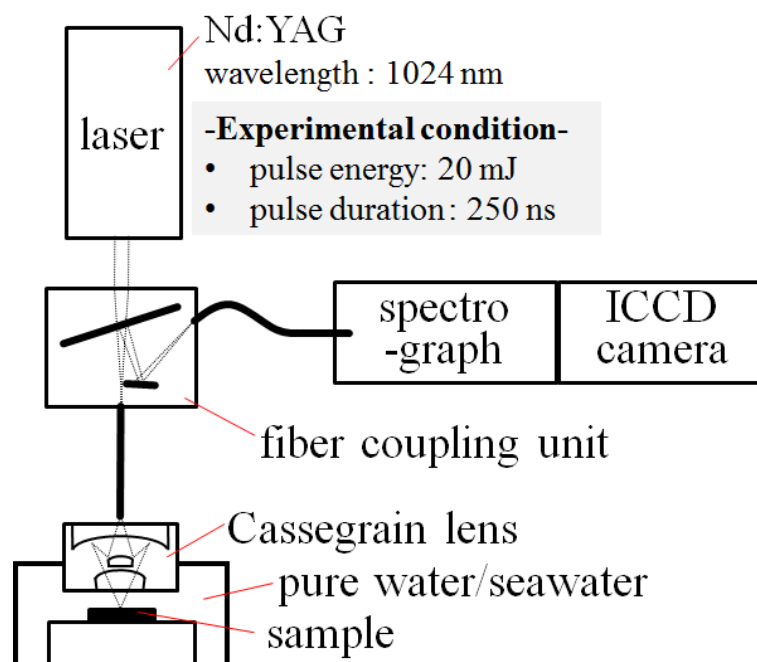 Nd:YAG
wavelength : 1024 nm
laser
-Experimental condition-
• pulse energy: 20 mJ
• pulse duration: 250 ns
spectro
-graph
ICCD
camera
fiber coupling unit
Cassegrain lens
pure water/seawater
sample